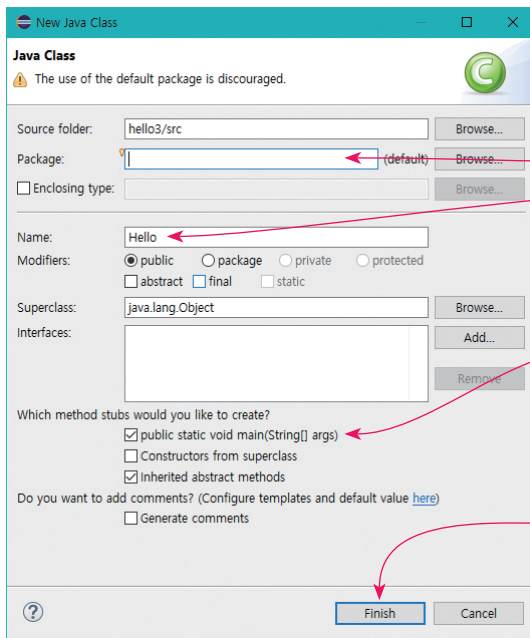 New Java Class
Java Class
The use of the default package is discouraged.
Source folder: hello3/src Browse...
Package: (default) Browse...
Enclosing type: Browse...
Name: Hello
Modifiers: public package private protected
abstract final static
Superclass: java.lang.Object Browse...
Interfaces: Add...
Remove
Which method stubs would you like to create?
public static void main(String[] args)
Constructors from superclass
Inherited abstract methods
Do you want to add comments? (Configure templates and default value here)
Generate comments
? Finish Cancel